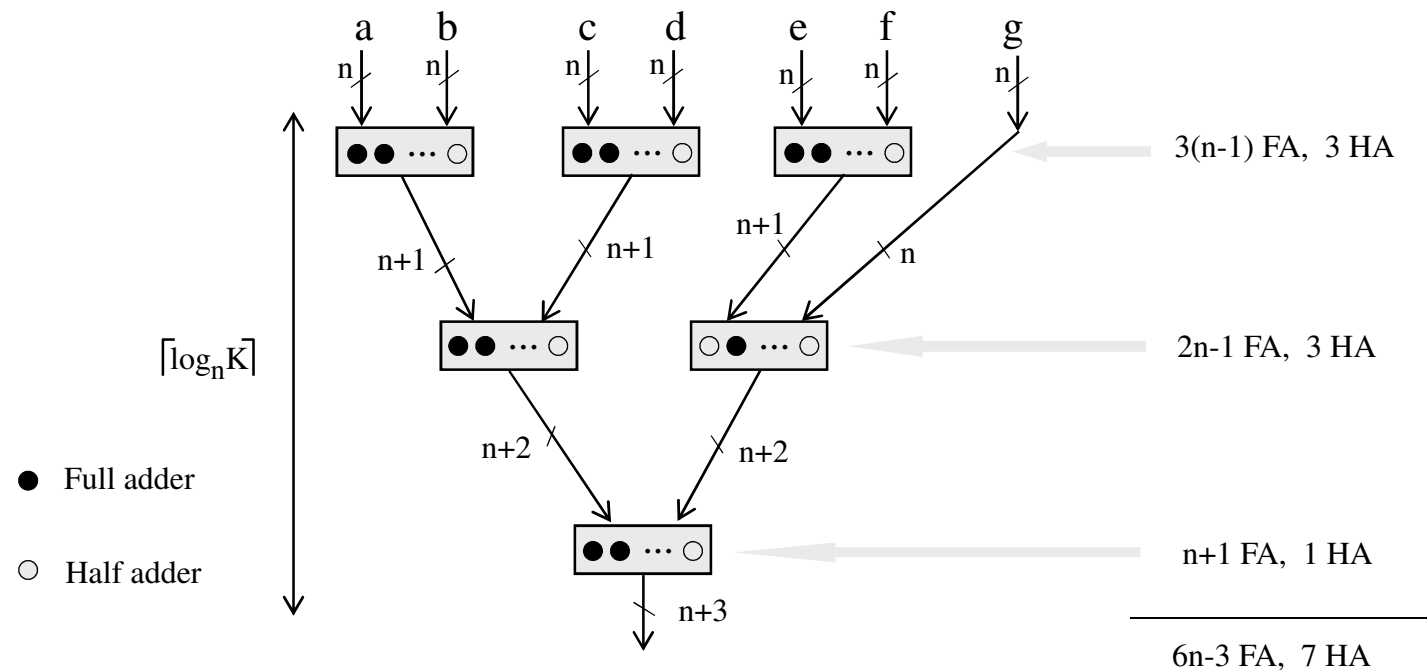 a b c d e f g
n n n n n n n
3(n-1) FA, 3 HA
n+1 n+1 n+1 n
⌈log_nK⌉
2n-1 FA, 3 HA
n+2 n+2
Full adder
Half adder
n+1 FA, 1 HA
n+3
6n-3 FA, 7 HA